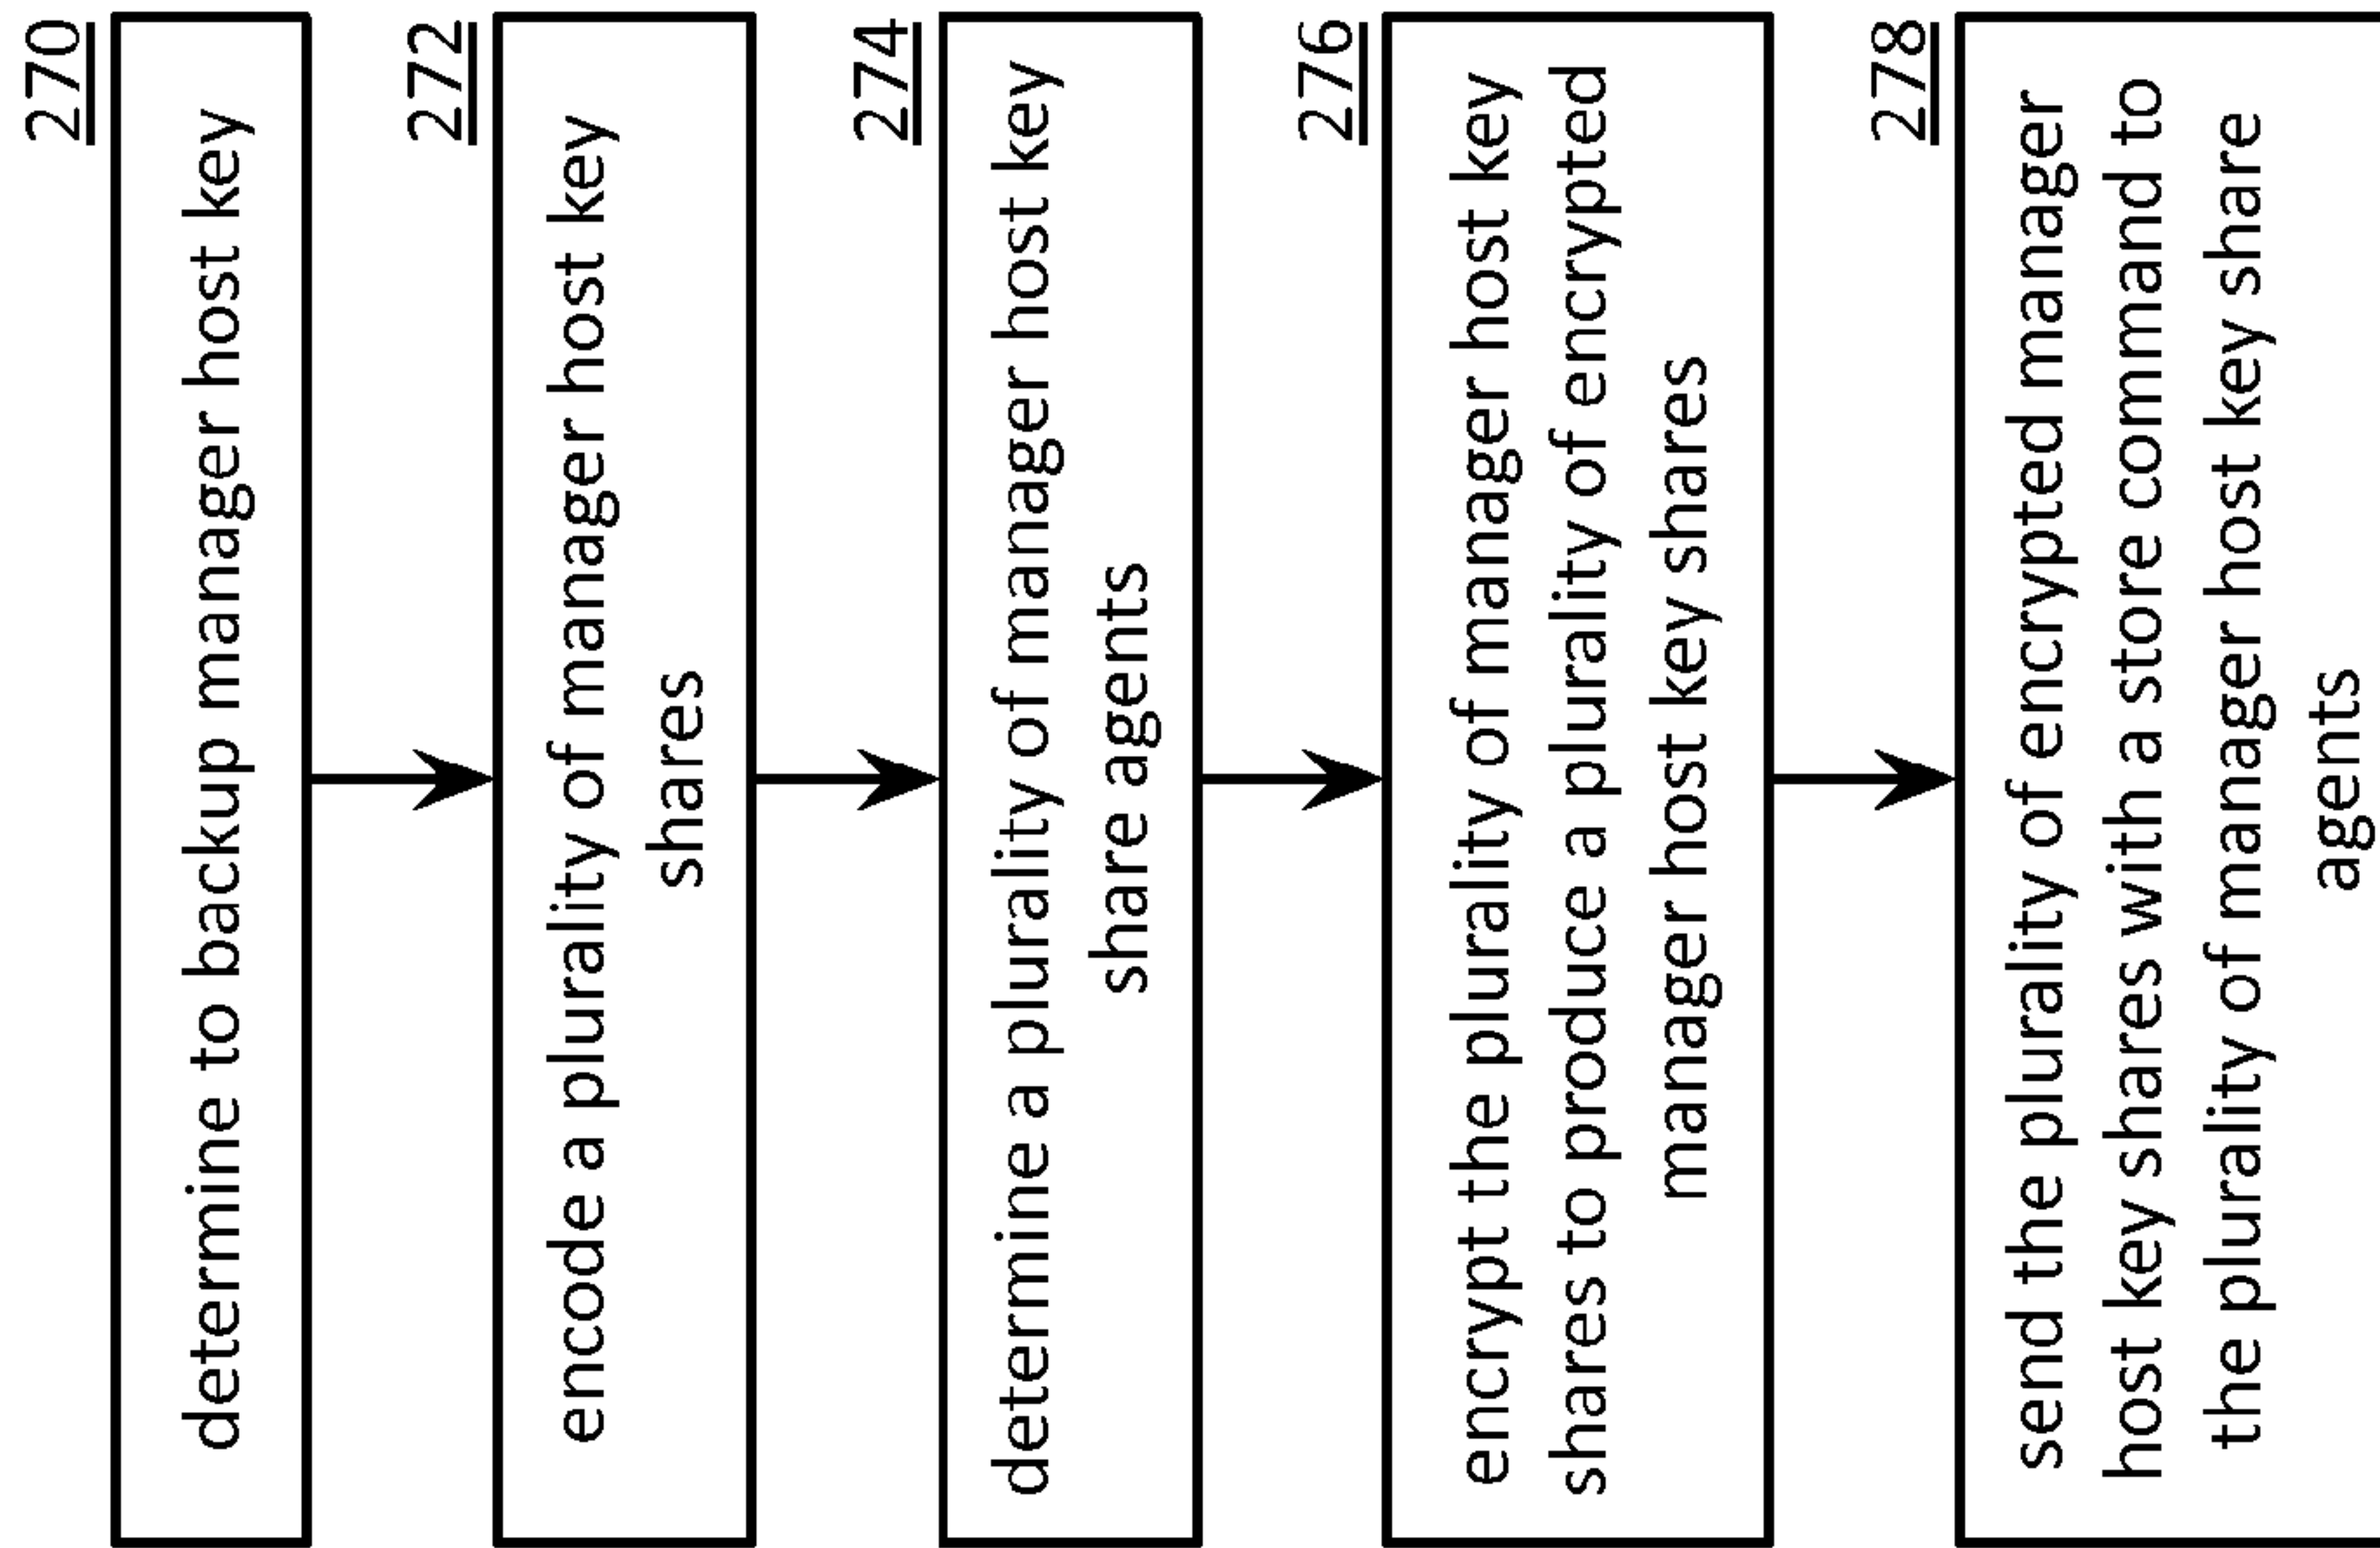 270
determine to backup manager host key
272
encode a plurality of manager host key
shares
274
determine a plurality of manager host key
share agents
276
encrypt the plurality of manager host key
shares to produce a plurality of encrypted
manager host key shares
278
send the plurality of encrypted manager
host key shares with a store command to
the plurality of manager host key share
agents